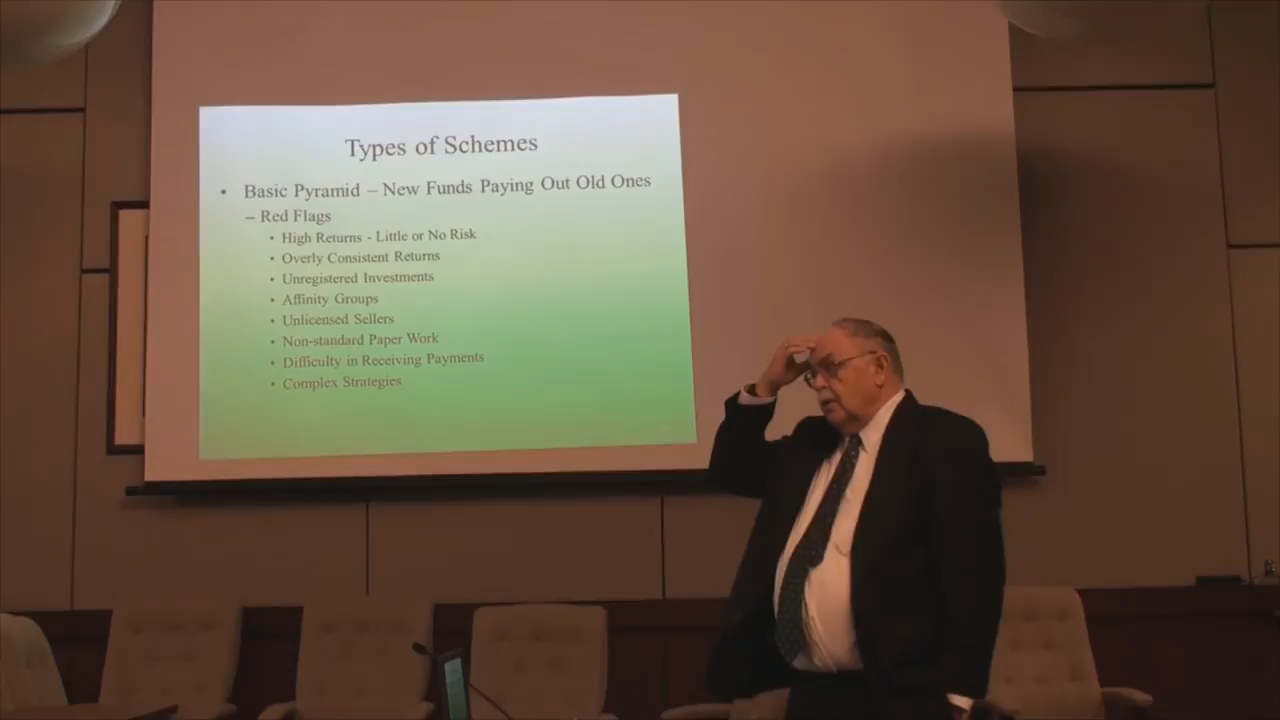 Types of Schemes
• Basic Pyramid – New Funds Paying Out Old Ones
– Red Flags
• High Returns - Little or No Risk
• Overly Consistent Returns
• Unregistered Investments
• Affinity Groups
• Unlicensed Sellers
• Non-standard Paper Work
• Difficulty in Receiving Payments
• Complex Strategies